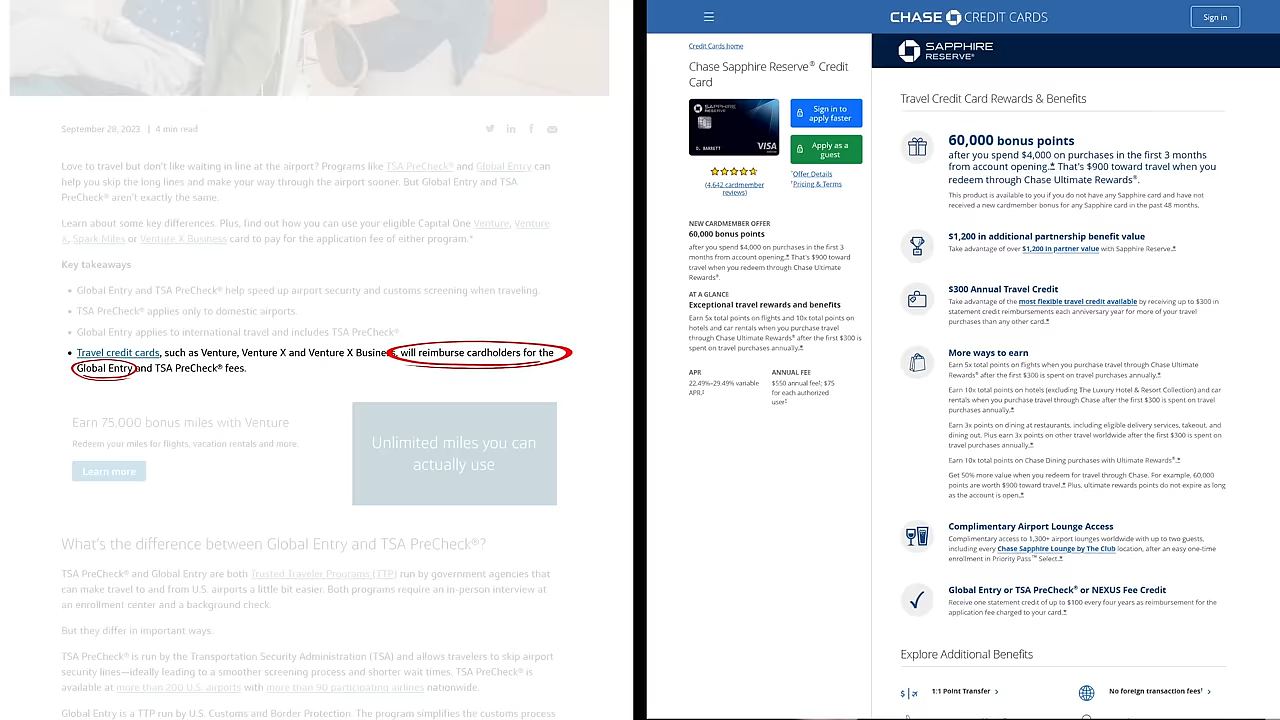 September 28, 2023 | 4 min read
Love to travel but don't like waiting in line at the airport? Programs like TSA PreCheck® and Global Entry can
help you skip the long lines and make your way through the airport sooner. But Global Entry and TSA
PreCheck® aren't exactly the same.
Learn about some key differences. Plus, find out how you can use your eligible Capital One Venture, Venture
X, Spark Miles or Venture X Business card to pay for the application fee of either program.*
Key takeaways
• Global Entry and TSA PreCheck® help speed up airport security and customs screening when traveling.
• TSA PreCheck® applies only to domestic airports.
• Global Entry applies to international travel and includes TSA PreCheck®.
• Travel credit cards, such as Venture, Venture X and Venture X Business, will reimburse cardholders for the
Global Entry and TSA PreCheck® fees.
Earn 75,000 bonus miles with Venture
Redeem your miles for flights, vacation rentals and more.
Learn more
Unlimited miles you can
actually use
What's the difference between Global Entry and TSA PreCheck®?
TSA PreCheck® and Global Entry are both Trusted Traveler Programs (TTP) run by government agencies that
can make travel to and from U.S. airports a little bit easier. Both programs require an in-person interview at
an enrollment center and a background check.
But they differ in important ways.
TSA PreCheck® is run by the Transportation Security Administration (TSA) and allows travelers to skip airport
security lines—ideally leading to a smoother screening process and shorter wait times. TSA PreCheck® is
available at more than 200 U.S. airports with more than 90 participating airlines nationwide.
Global Entry is a TTP run by U.S. Customs and Border Protection. The program simplifies the customs process
CHASE CREDIT CARDS
Sign in
Credit Cards home
Chase Sapphire Reserve® Credit
Card
SAPPHIRE
RESERVE
D. BARRETT
VISA
Sign in to
apply faster
Apply as a
guest
(4,642 cardmember
reviews)
†Offer Details
†Pricing & Terms
NEW CARDMEMBER OFFER
60,000 bonus points
after you spend $4,000 on purchases in the first 3
months from account opening.* That's $900 toward
travel when you redeem through Chase Ultimate
Rewards®.
AT A GLANCE
Exceptional travel rewards and benefits
Earn 5x total points on flights and 10x total points on
hotels and car rentals when you purchase travel
through Chase Ultimate Rewards® after the first $300 is
spent on travel purchases annually.*
APR
22.49%–29.49% variable
APR.†
ANNUAL FEE
$550 annual fee†; $75
for each authorized
user†
SAPPHIRE
RESERVE®
Travel Credit Card Rewards & Benefits
60,000 bonus points
after you spend $4,000 on purchases in the first 3 months
from account opening.* That's $900 toward travel when you
redeem through Chase Ultimate Rewards®.
This product is available to you if you do not have any Sapphire card and have not
received a new cardmember bonus for any Sapphire card in the past 48 months.
$1,200 in additional partnership benefit value
Take advantage of over $1,200 in partner value with Sapphire Reserve.*
$300 Annual Travel Credit
Take advantage of the most flexible travel credit available by receiving up to $300 in
statement credit reimbursements each anniversary year for more of your travel
purchases than any other card.*
More ways to earn
Earn 5x total points on flights when you purchase travel through Chase Ultimate
Rewards® after the first $300 is spent on travel purchases annually.*
Earn 10x total points on hotels (excluding The Luxury Hotel & Resort Collection) and car
rentals when you purchase travel through Chase after the first $300 is spent on travel
purchases annually.*
Earn 3x points on dining at restaurants, including eligible delivery services, takeout, and
dining out. Plus earn 3x points on other travel worldwide after the first $300 is spent on
travel purchases annually.*
Earn 10x total points on Chase Dining purchases with Ultimate Rewards®.*
Get 50% more value when you redeem for travel through Chase. For example, 60,000
points are worth $900 toward travel.* Plus, ultimate rewards points do not expire as long
as the account is open.*
Complimentary Airport Lounge Access
Complimentary access to 1,300+ airport lounges worldwide with up to two guests,
including every Chase Sapphire Lounge by The Club location, after an easy one-time
enrollment in Priority Pass™ Select.*
Global Entry or TSA PreCheck® or NEXUS Fee Credit
Receive one statement credit of up to $100 every four years as reimbursement for the
application fee charged to your card.*
Explore Additional Benefits
1:1 Point Transfer >
No foreign transaction fees† >